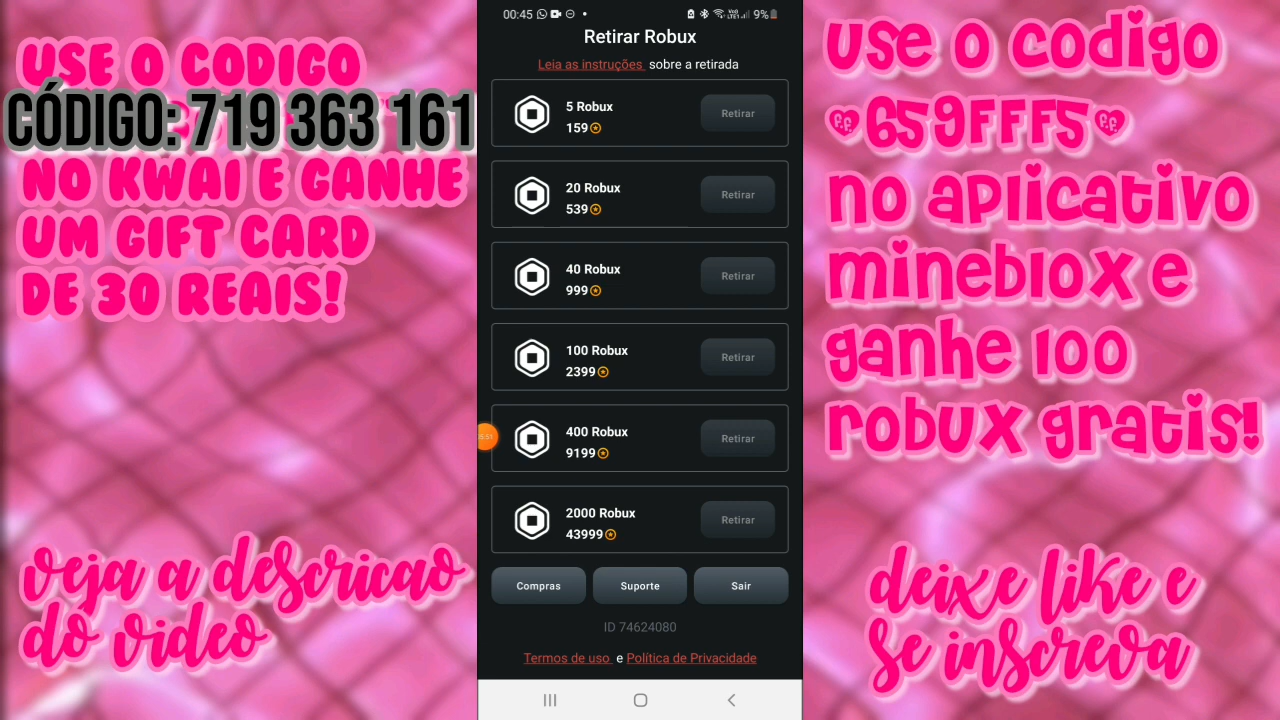 USE O CODIGO
CÓDIGO: 719 363 161
NO KWAI E GANHE
UM GIFT CARD
DE 30 REAIS!
veja a descricao
do video
00:45
9%
Retirar Robux
Leia as instruções sobre a retirada
5 Robux
159
Retirar
20 Robux
539
Retirar
40 Robux
999
Retirar
100 Robux
2399
Retirar
400 Robux
9199
Retirar
2000 Robux
43999
Retirar
Compras
Suporte
Sair
ID 74624080
Termos de uso e Política de Privacidade
use o codigo
659FFF5
no aplicativo
mineblox e
ganhe 100
robux gratis!
deixe like e
se inscreva